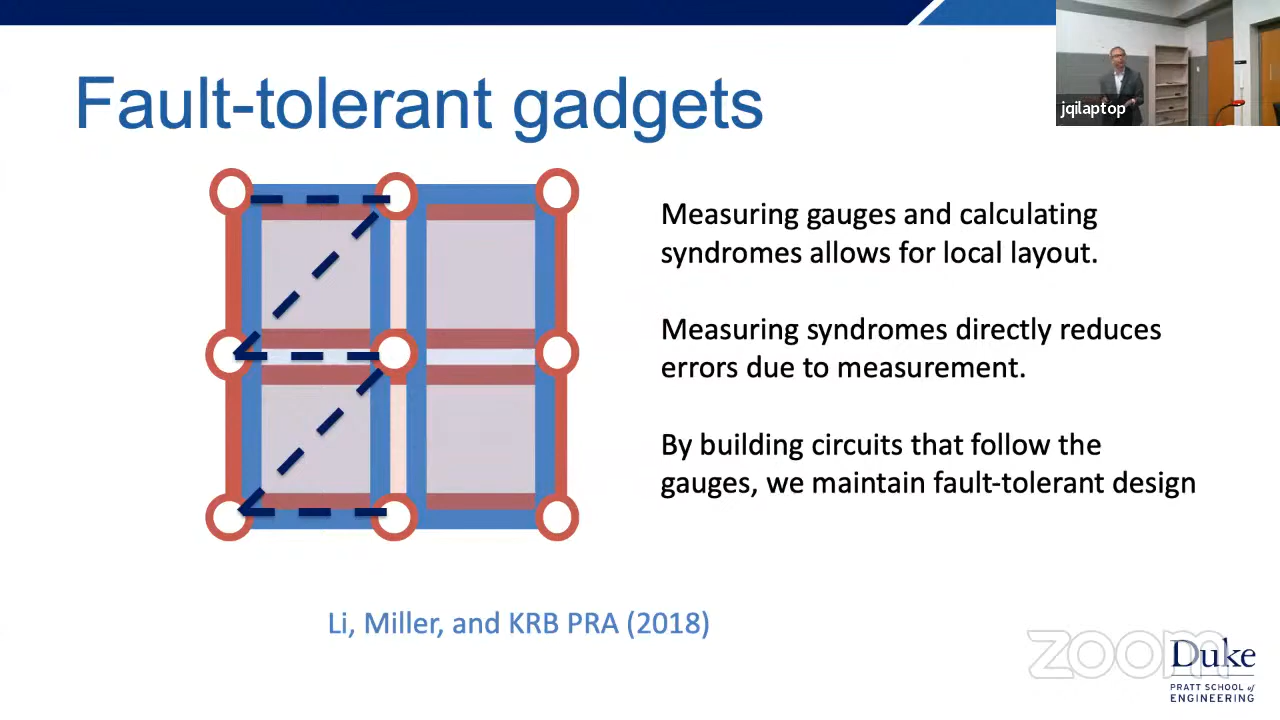 Fault-tolerant gadgets
jqilaptop
Measuring gauges and calculating
syndromes allows for local layout.
Measuring syndromes directly reduces
errors due to measurement.
By building circuits that follow the
gauges, we maintain fault-tolerant design
Li, Miller, and KRB PRA (2018)
zoom
Duke
PRATT SCHOOL of
ENGINEERING